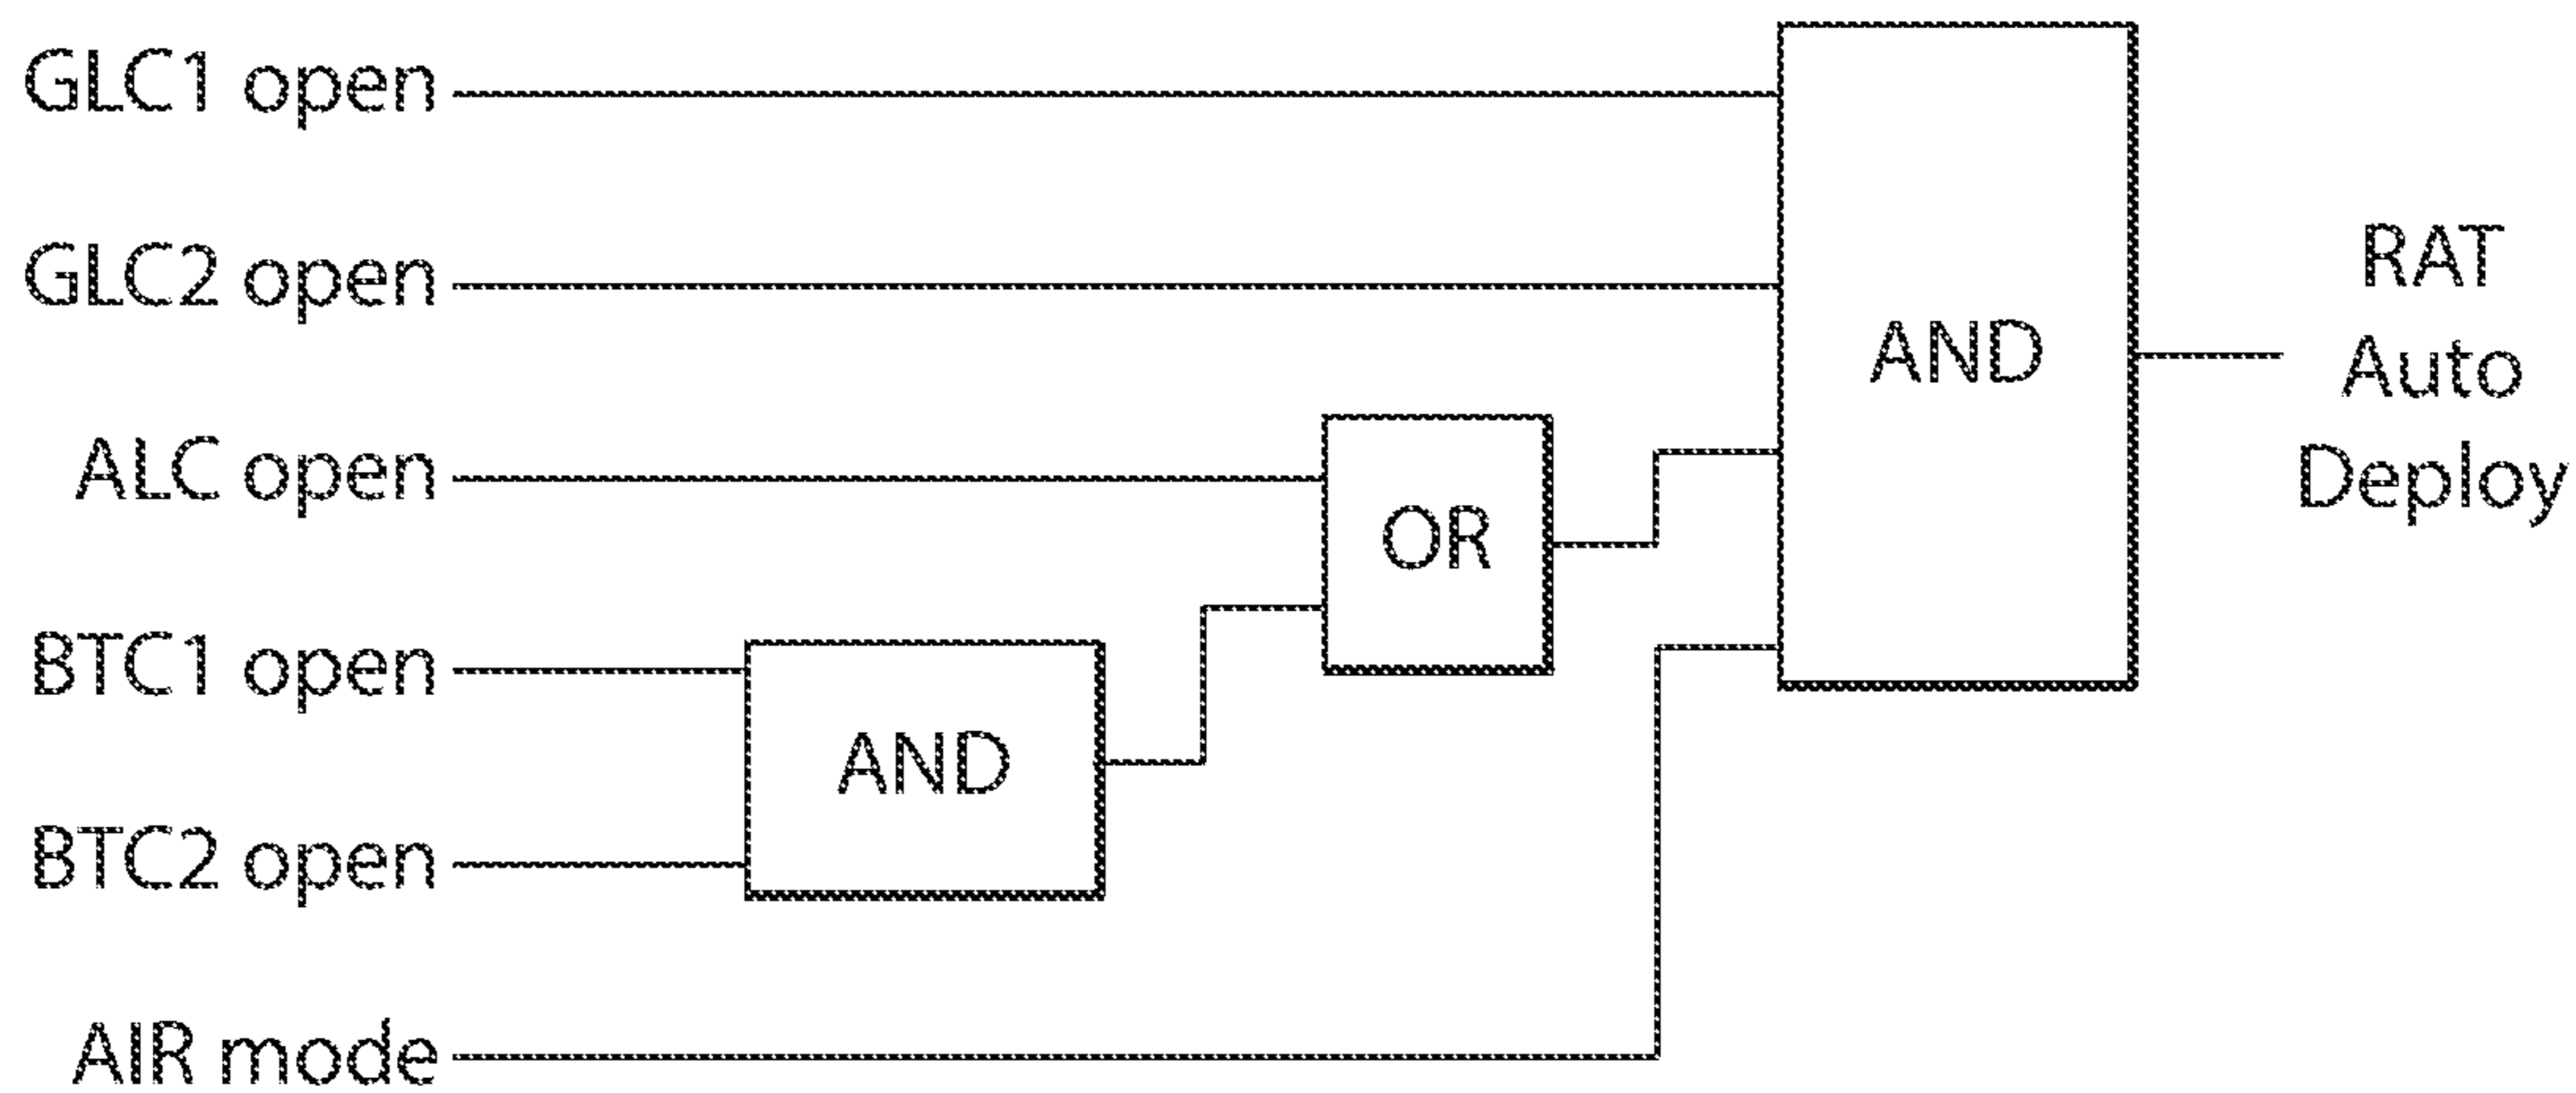 GLC1 open
GLC2 open
ALC open
BTC1 open
BTC2 open
AIR mode
AND
OR
AND
RAT
Auto
Deploy